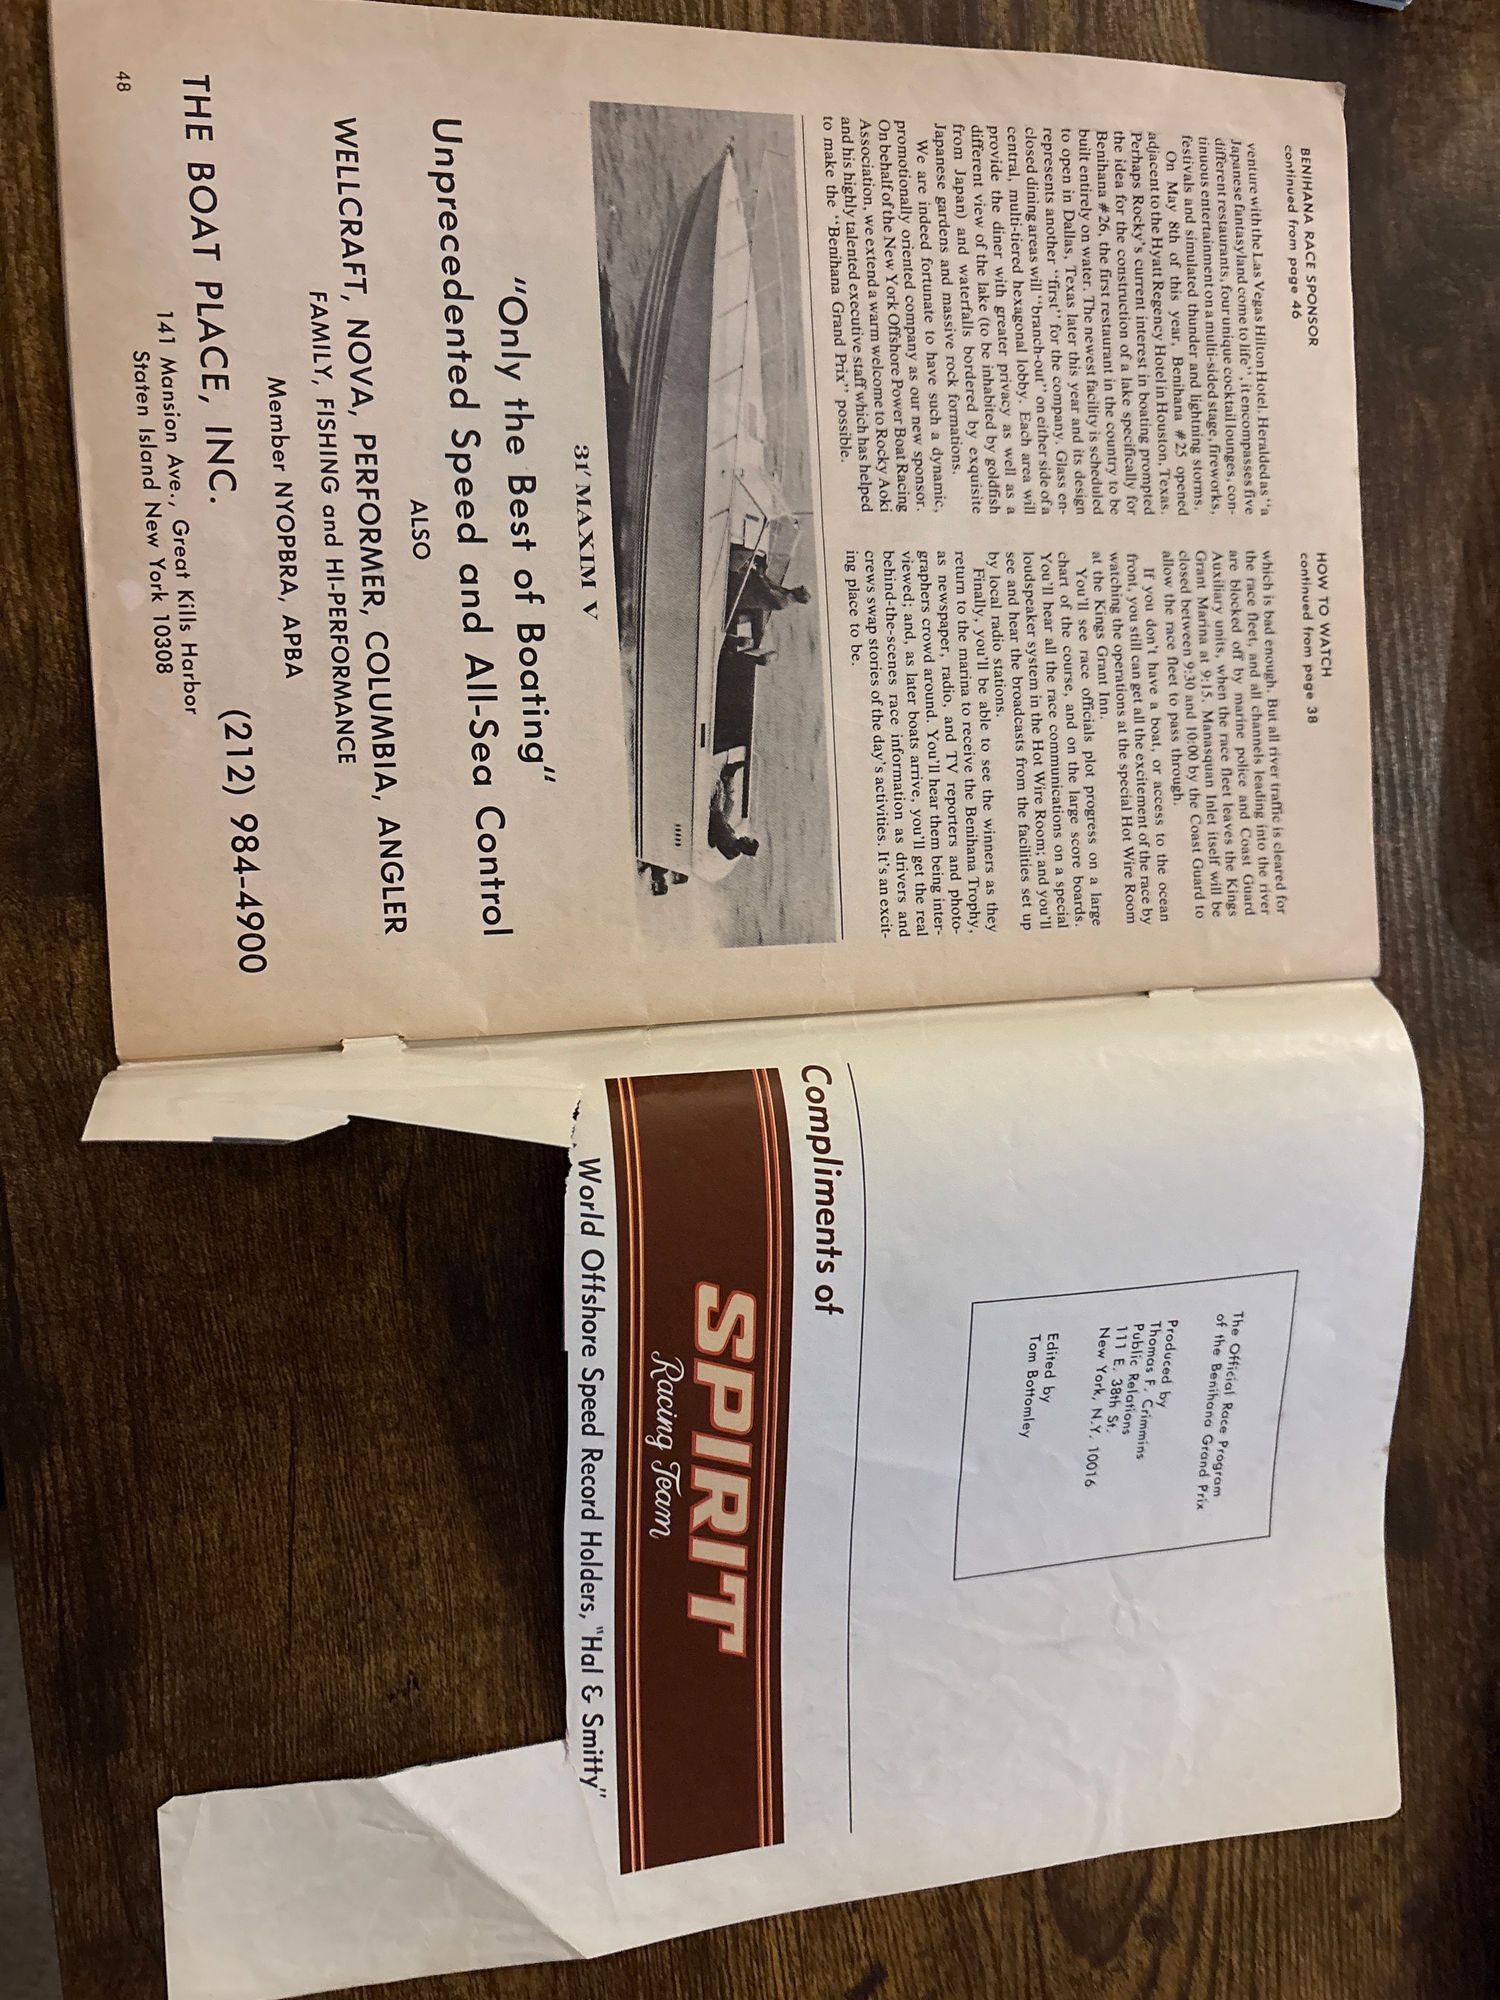 BENIHANA RACE SPONSOR
continued from page 46
venture with the Las Vegas Hilton Hotel. Heralded as "a
Japanese fantasyland come to life", it encompasses five
different restaurants, four unique cocktail lounges, con-
tinuous entertainment on a multi-sided stage, fireworks,
festivals and simulated thunder and lightning storms.
On May 8th of this year, Benihana #25 opened
adjacent to the Hyatt Regency Hotel in Houston, Texas.
Perhaps Rocky's current interest in boating prompted
the idea for the construction of a lake specifically for
Benihana #26, the first restaurant in the country to be
built entirely on water. The newest facility is scheduled
to open in Dallas, Texas later this year and its design
represents another "first" for the company. Glass en-
closed dining areas will "branch-out" on either side of a
central, multi-tiered hexagonal lobby. Each area will
provide the diner with greater privacy as well as a
different view of the lake (to be inhabited by goldfish
from Japan) and waterfalls bordered by exquisite
Japanese gardens and massive rock formations.
We are indeed fortunate to have such a dynamic,
promotionally oriented company as our new sponsor.
On behalf of the New York Offshore Power Boat Racing
Association, we extend a warm welcome to Rocky Aoki
and his highly talented executive staff which has helped
to make the "Benihana Grand Prix" possible.
HOW TO WATCH
continued from page 38
which is bad enough. But all river traffic is cleared for
the race fleet, and all channels leading into the river
are blocked off by marine police and Coast Guard
Auxiliary units, when the race fleet leaves the Kings
Grant Marina at 9:15. Manasquan Inlet itself will be
closed between 9:30 and 10:00 by the Coast Guard to
allow the race fleet to pass through.
If you don't have a boat, or access to the ocean
front, you still can get all the excitement of the race by
watching the operations at the special Hot Wire Room
at the Kings Grant Inn.
You'll see race officials plot progress on a large
chart of the course, and on the large score boards.
You'll hear all the race communications on a special
loudspeaker system in the Hot Wire Room; and you'll
see and hear the broadcasts from the facilities set up
by local radio stations.
Finally, you'll be able to see the winners as they
return to the marina to receive the Benihana Trophy,
as newspaper, radio, and TV reporters and photo-
graphers crowd around. You'll hear them being inter-
viewed; and, as later boats arrive, you'll get the real
behind-the-scenes race information as drivers and
crews swap stories of the day's activities. It's an excit-
ing place to be.
31' MAXIM V
"Only the Best of Boating"
Unprecedented Speed and All-Sea Control
ALSO
WELLCRAFT, NOVA, PERFORMER, COLUMBIA, ANGLER
FAMILY, FISHING and HI-PERFORMANCE
Member NYOPBRA, APBA
THE BOAT PLACE, INC. (212) 984-4900
141 Mansion Ave., Great Kills Harbor
Staten Island New York 10308
48
The Official Race Program
of the Benihana Grand Prix
Produced by
Thomas F. Crimmins
Public Relations
111 E. 38th St.
New York, N.Y. 10016
Edited by
Tom Bottomley
Compliments of
SPIRIT
Racing Team
World Offshore Speed Record Holders, "Hal & Smitty"